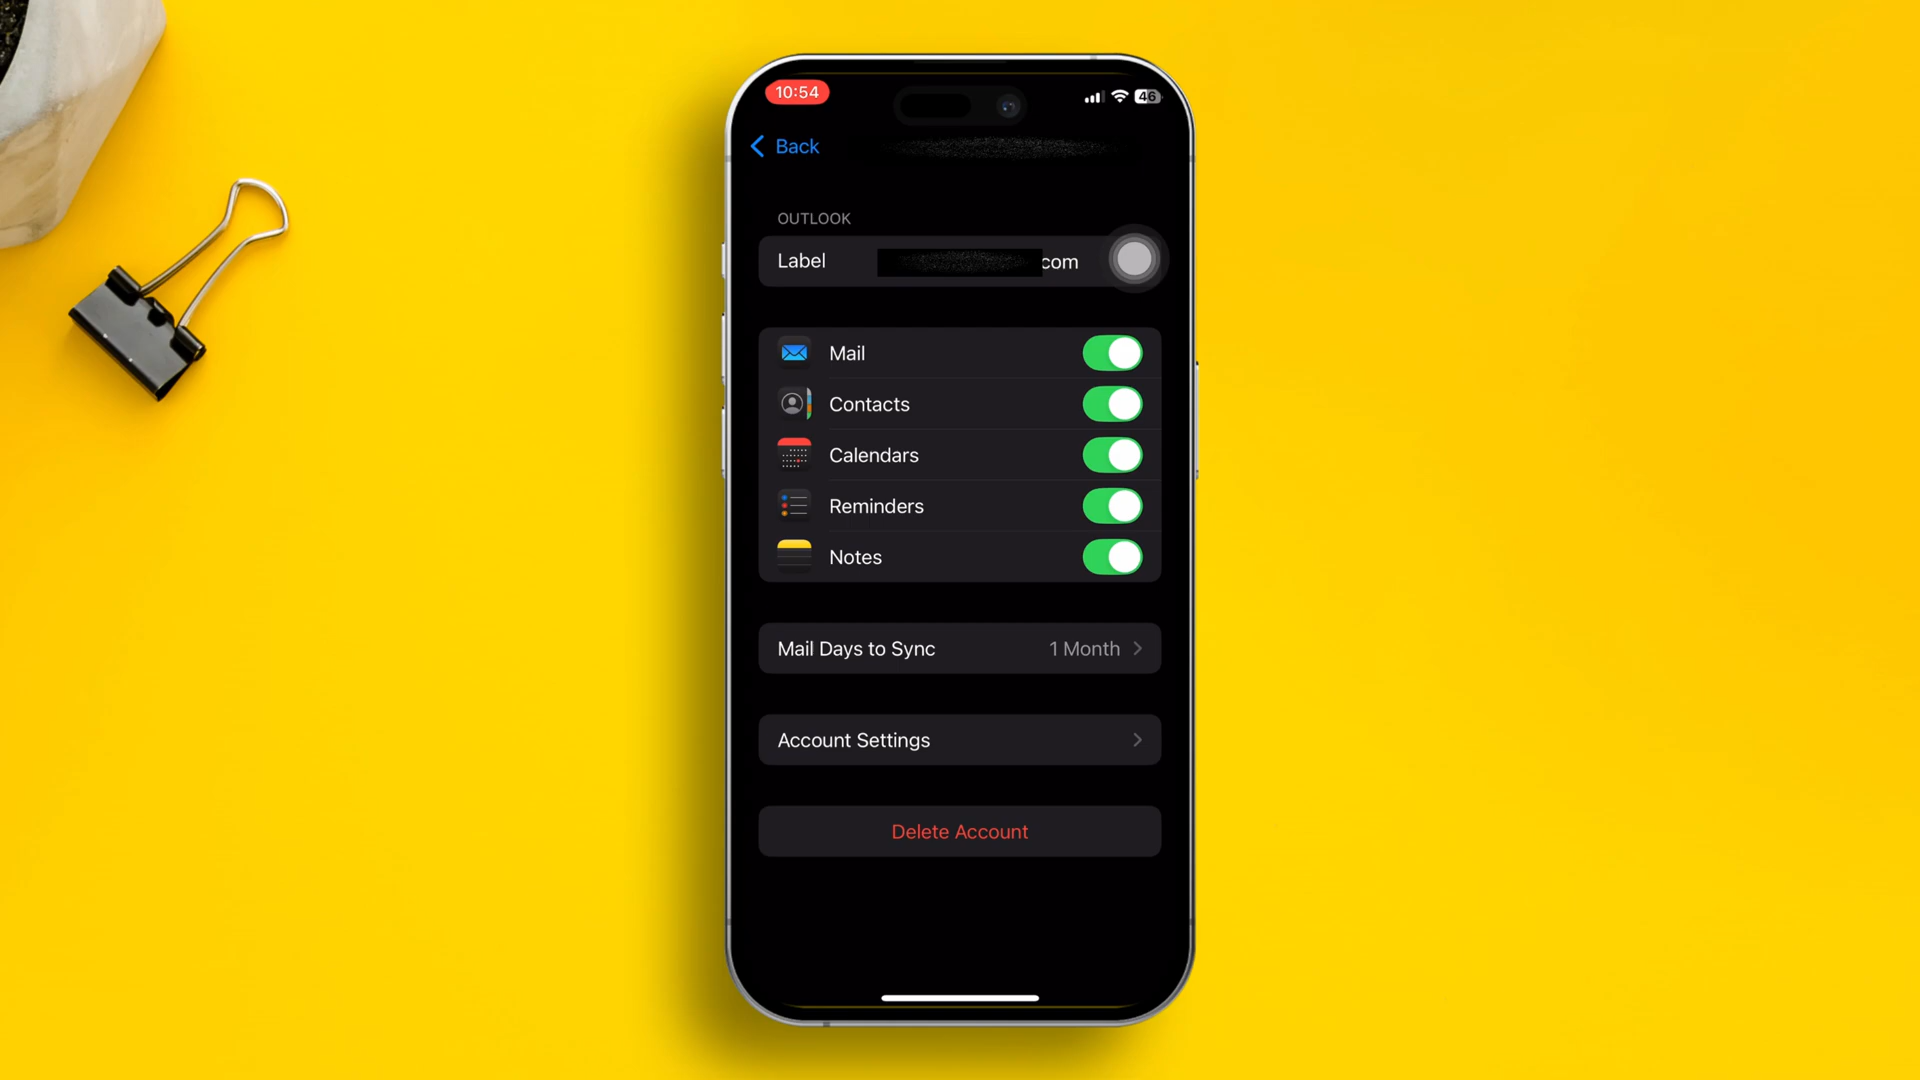 10:54
46
Back
OUTLOOK
Label
com
Mail
Contacts
Calendars
Reminders
Notes
Mail Days to Sync
1 Month
Account Settings
Delete Account